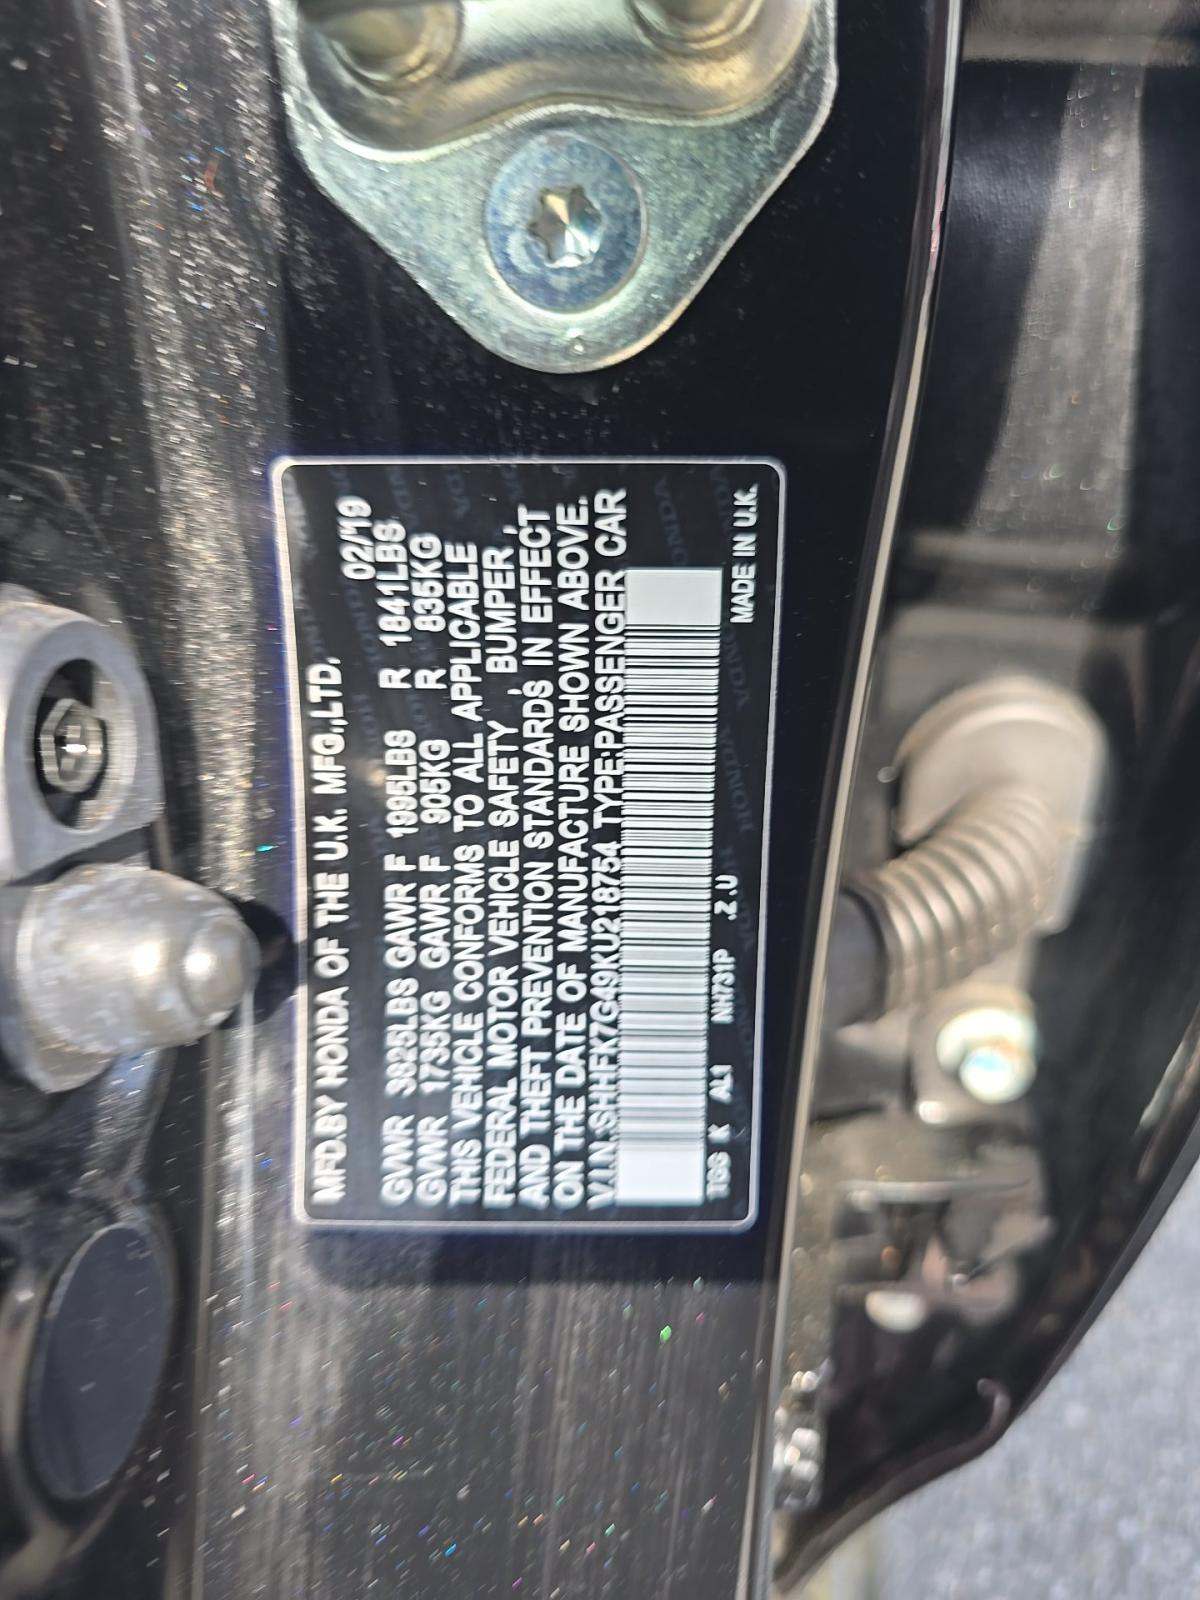 MFD.BY HONDA OF THE U.K. MFG.,LTD. 02/19
GVWR 3825LBS GAWR F 1995LBS R 1841LBS
GVWR 1735KG GAWR F 905KG R 835KG
THIS VEHICLE CONFORMS TO ALL APPLICABLE
FEDERAL MOTOR VEHICLE SAFETY, BUMPER,
AND THEFT PREVENTION STANDARDS IN EFFECT
ON THE DATE OF MANUFACTURE SHOWN ABOVE.
V.I.N.SHHFK7G49KU218754 TYPE:PASSENGER CAR
TGG K AL1 NH731P .Z.U
MADE IN U.K.